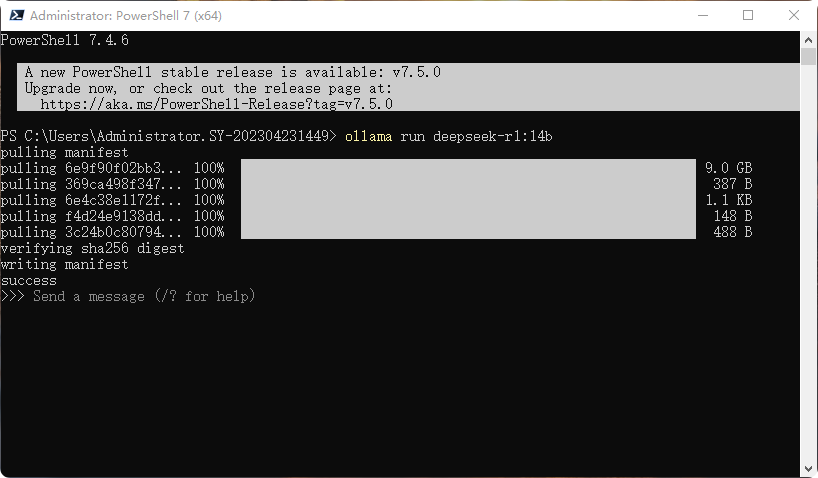 Administrator: PowerShell 7 (x64)
PowerShell 7.4.6
A new PowerShell stable release is available: v7.5.0
Upgrade now, or check out the release page at:
https://aka.ms/PowerShell-Release?tag=v7.5.0
PS C:\Users\Administrator.SY-202304231449> ollama run deepseek-r1:14b
pulling manifest
pulling 6e9f90f02bb3... 100% 9.0 GB
pulling 369ca498f347... 100% 387 B
pulling 6e4c38e1172f... 100% 1.1 KB
pulling f4d24e9138dd... 100% 148 B
pulling 3c24b0c80794... 100% 488 B
verifying sha256 digest
writing manifest
success
>>> Send a message (/? for help)